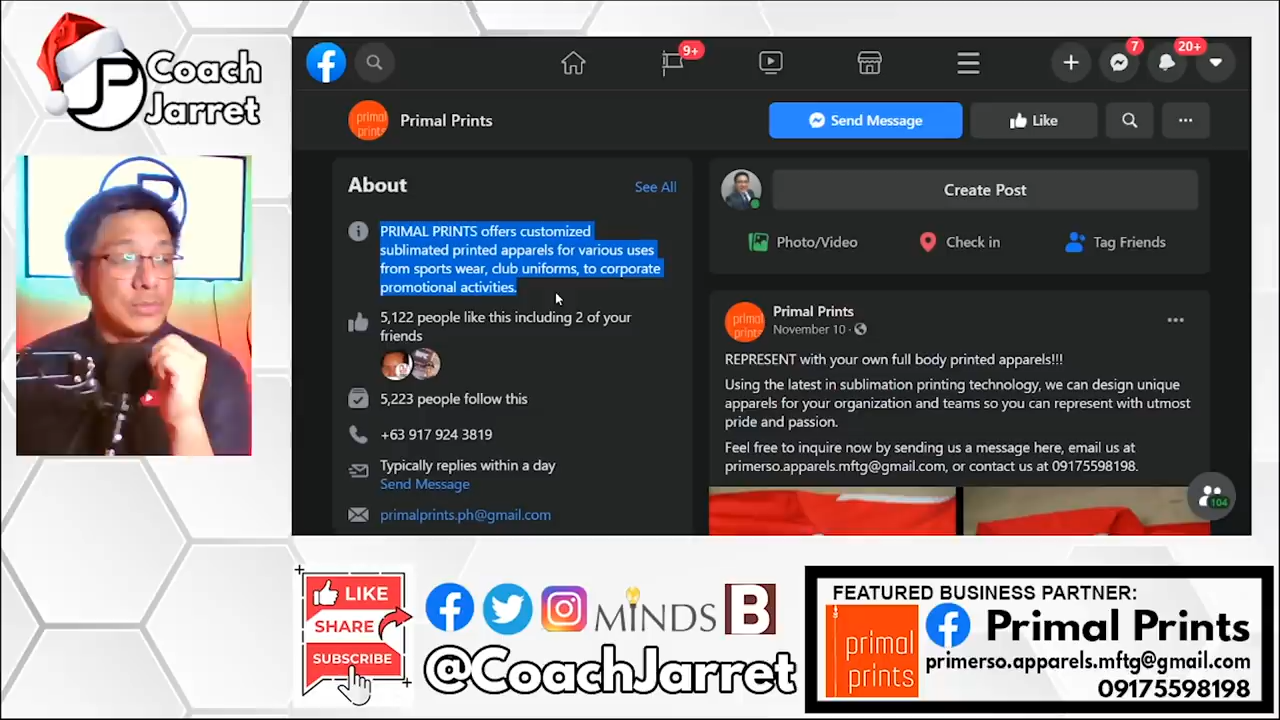 Coach
Jarret
9+
7
20+
primal
prints
Primal Prints
Send Message
Like
About
See All
PRIMAL PRINTS offers customized
sublimated printed apparels for various uses
from sports wear, club uniforms, to corporate
promotional activities.
5,122 people like this including 2 of your
friends
5,223 people follow this
+63 917 924 3819
Typically replies within a day
Send Message
primalprints.ph@gmail.com
Create Post
Photo/Video
Check in
Tag Friends
primal
prints
Primal Prints
November 10
REPRESENT with your own full body printed apparels!!!
Using the latest in sublimation printing technology, we can design unique
apparels for your organization and teams so you can represent with utmost
pride and passion.
Feel free to inquire now by sending us a message here, email us at
primerso.apparels.mftg@gmail.com, or contact us at 09175598198.
104
LIKE
SHARE
SUBSCRIBE
MINDS
B
@CoachJarret
FEATURED BUSINESS PARTNER:
primal
prints
Primal Prints
primerso.apparels.mftg@gmail.com
09175598198